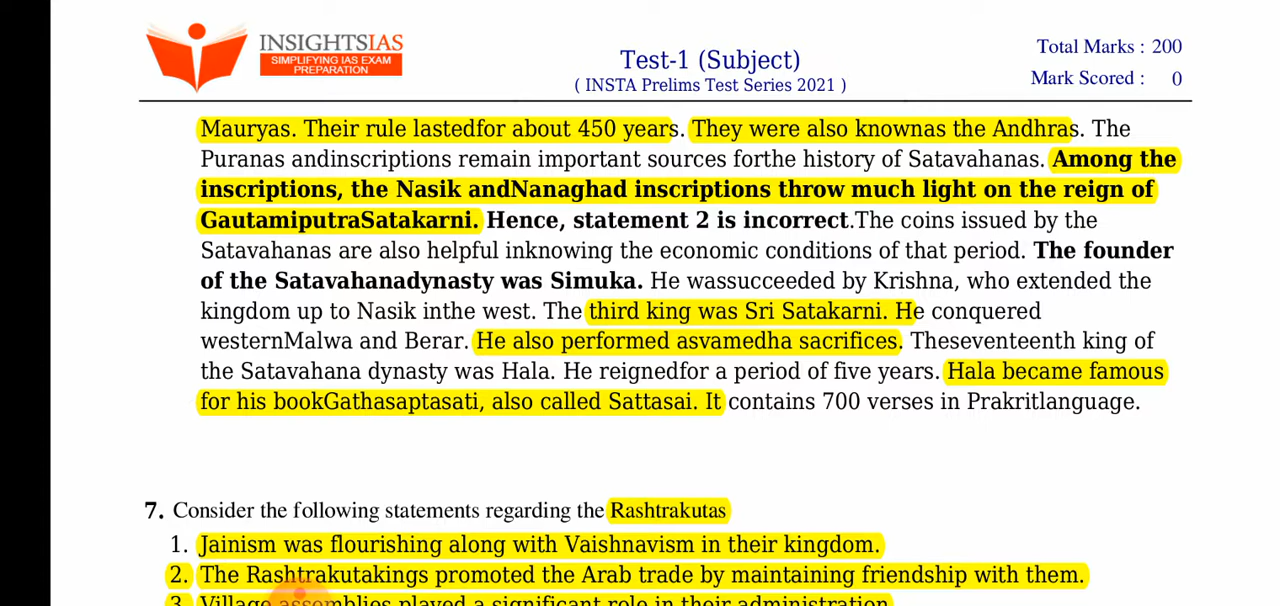 INSIGHTSIAS
SIMPLIFYING IAS EXAM
PREPARATION
Test-1 (Subject)
( INSTA Prelims Test Series 2021 )
Total Marks : 200
Mark Scored : 0
Mauryas. Their rule lastedfor about 450 years. They were also knownas the Andhras. The
Puranas andinscriptions remain important sources forthe history of Satavahanas. Among the
inscriptions, the Nasik andNanaghad inscriptions throw much light on the reign of
GautamiputraSatakarni. Hence, statement 2 is incorrect.The coins issued by the
Satavahanas are also helpful inknowing the economic conditions of that period. The founder
of the Satavahanadynasty was Simuka. He wassucceeded by Krishna, who extended the
kingdom up to Nasik inthe west. The third king was Sri Satakarni. He conquered
westernMalwa and Berar. He also performed asvamedha sacrifices. Theseventeenth king of
the Satavahana dynasty was Hala. He reignedfor a period of five years. Hala became famous
for his bookGathasaptasati, also called Sattasai. It contains 700 verses in Prakritlanguage.
7. Consider the following statements regarding the Rashtrakutas
1. Jainism was flourishing along with Vaishnavism in their kingdom.
2. The Rashtrakutakings promoted the Arab trade by maintaining friendship with them.
3. Village assemblies played a significant role in their administration